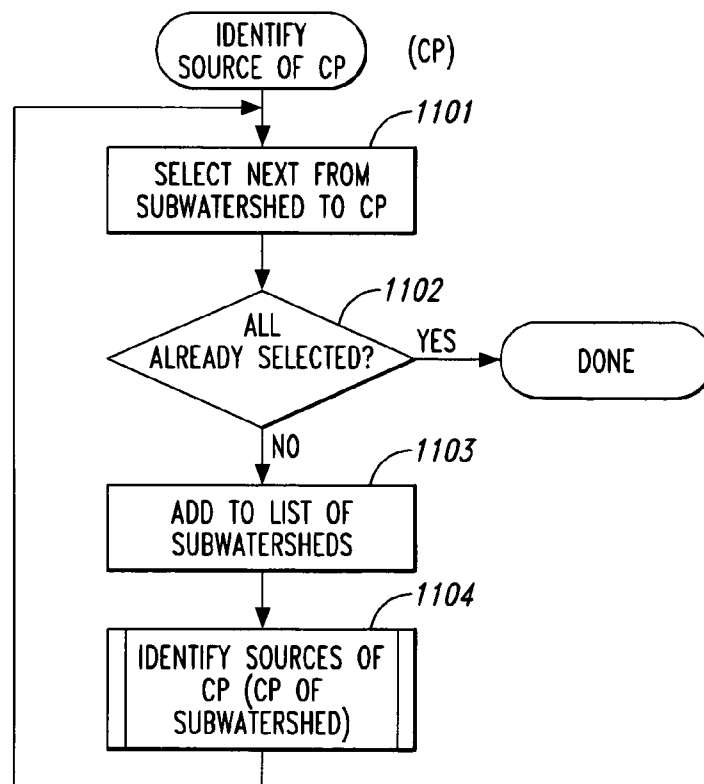 IDENTIFY
SOURCE OF CP
(CP)
1101
SELECT NEXT FROM
SUBWATERSHED TO CP
1102
ALL
ALREADY SELECTED?
YES
DONE
NO
1103
ADD TO LIST OF
SUBWATERSHEDS
1104
IDENTIFY SOURCES OF
CP (CP OF
SUBWATERSHED)